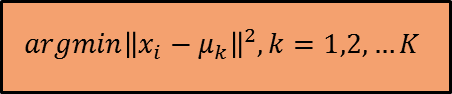 argmin‖xᵢ − μₖ‖², k = 1,2, … K